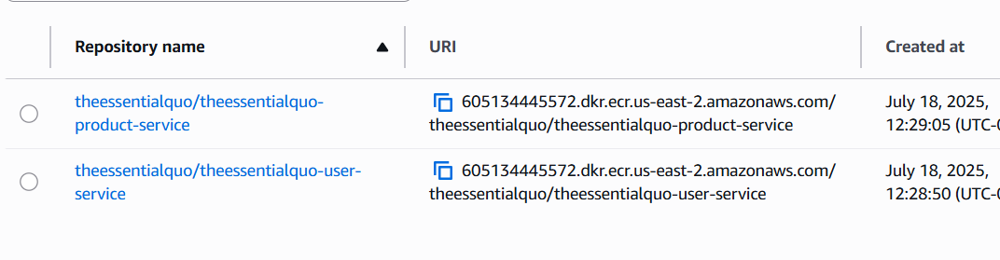 Repository name
URI
Created at
theessentialquo/theessentialquo-
product-service
605134445572.dkr.ecr.us-east-2.amazonaws.com/
theessentialquo/theessentialquo-product-service
July 18, 2025,
12:29:05 (UTC-0
theessentialquo/theessentialquo-user-
service
605134445572.dkr.ecr.us-east-2.amazonaws.com/
theessentialquo/theessentialquo-user-service
July 18, 2025,
12:28:50 (UTC-0